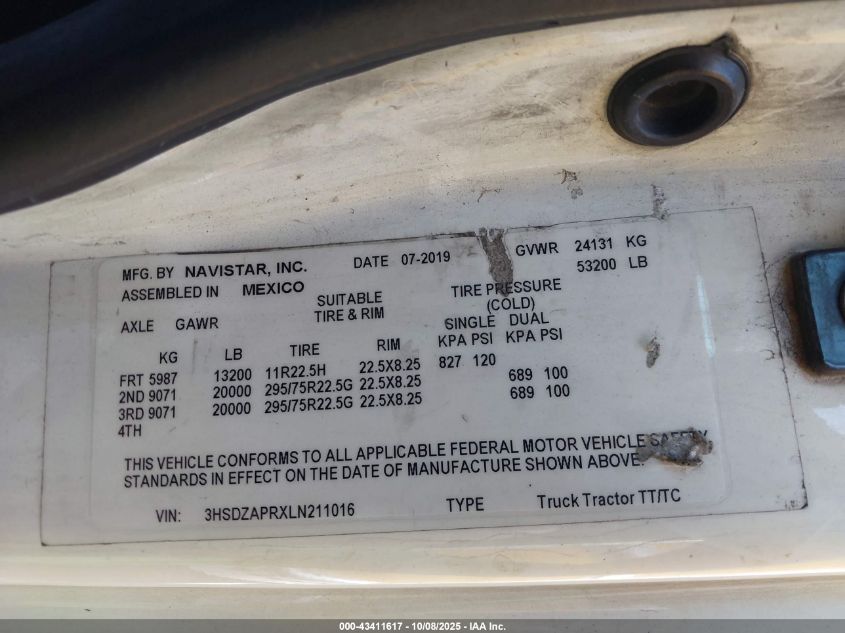 MFG. BY NAVISTAR, INC. DATE 07-2019 GVWR 24131 KG
53200 LB
ASSEMBLED IN MEXICO
SUITABLE TIRE PRESSURE
TIRE & RIM (COLD)
AXLE GAWR SINGLE DUAL
KG LB TIRE RIM KPA PSI KPA PSI
FRT 5987 13200 11R22.5H 22.5X8.25 827 120
2ND 9071 20000 295/75R22.5G 22.5X8.25 689 100
3RD 9071 20000 295/75R22.5G 22.5X8.25 689 100
4TH
THIS VEHICLE CONFORMS TO ALL APPLICABLE FEDERAL MOTOR VEHICLE SAFETY
STANDARDS IN EFFECT ON THE DATE OF MANUFACTURE SHOWN ABOVE.
VIN: 3HSDZAPRXLN211016 TYPE Truck Tractor TT/TC
000-43411617 - 10/08/2025 - IAA Inc.